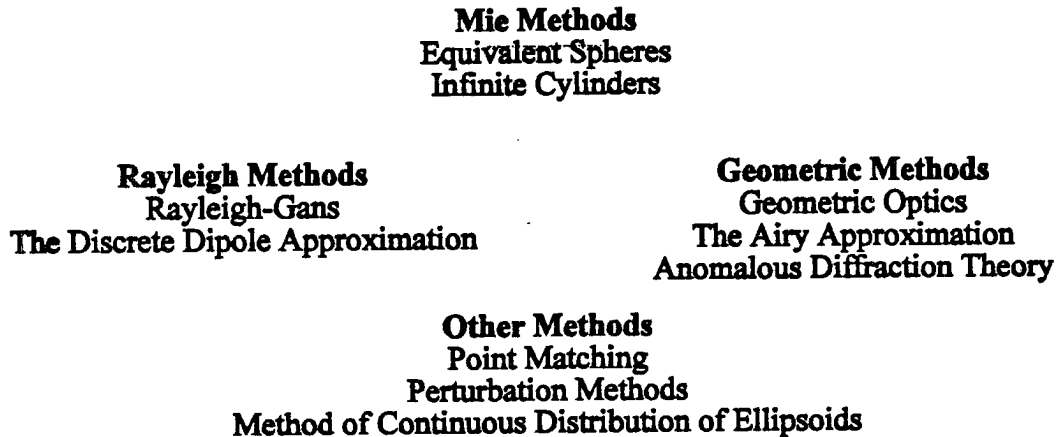 Mie Methods
Equivalent Spheres
Infinite Cylinders
Rayleigh Methods
Rayleigh-Gans
The Discrete Dipole Approximation
Geometric Methods
Geometric Optics
The Airy Approximation
Anomalous Diffraction Theory
Other Methods
Point Matching
Perturbation Methods
Method of Continuous Distribution of Ellipsoids